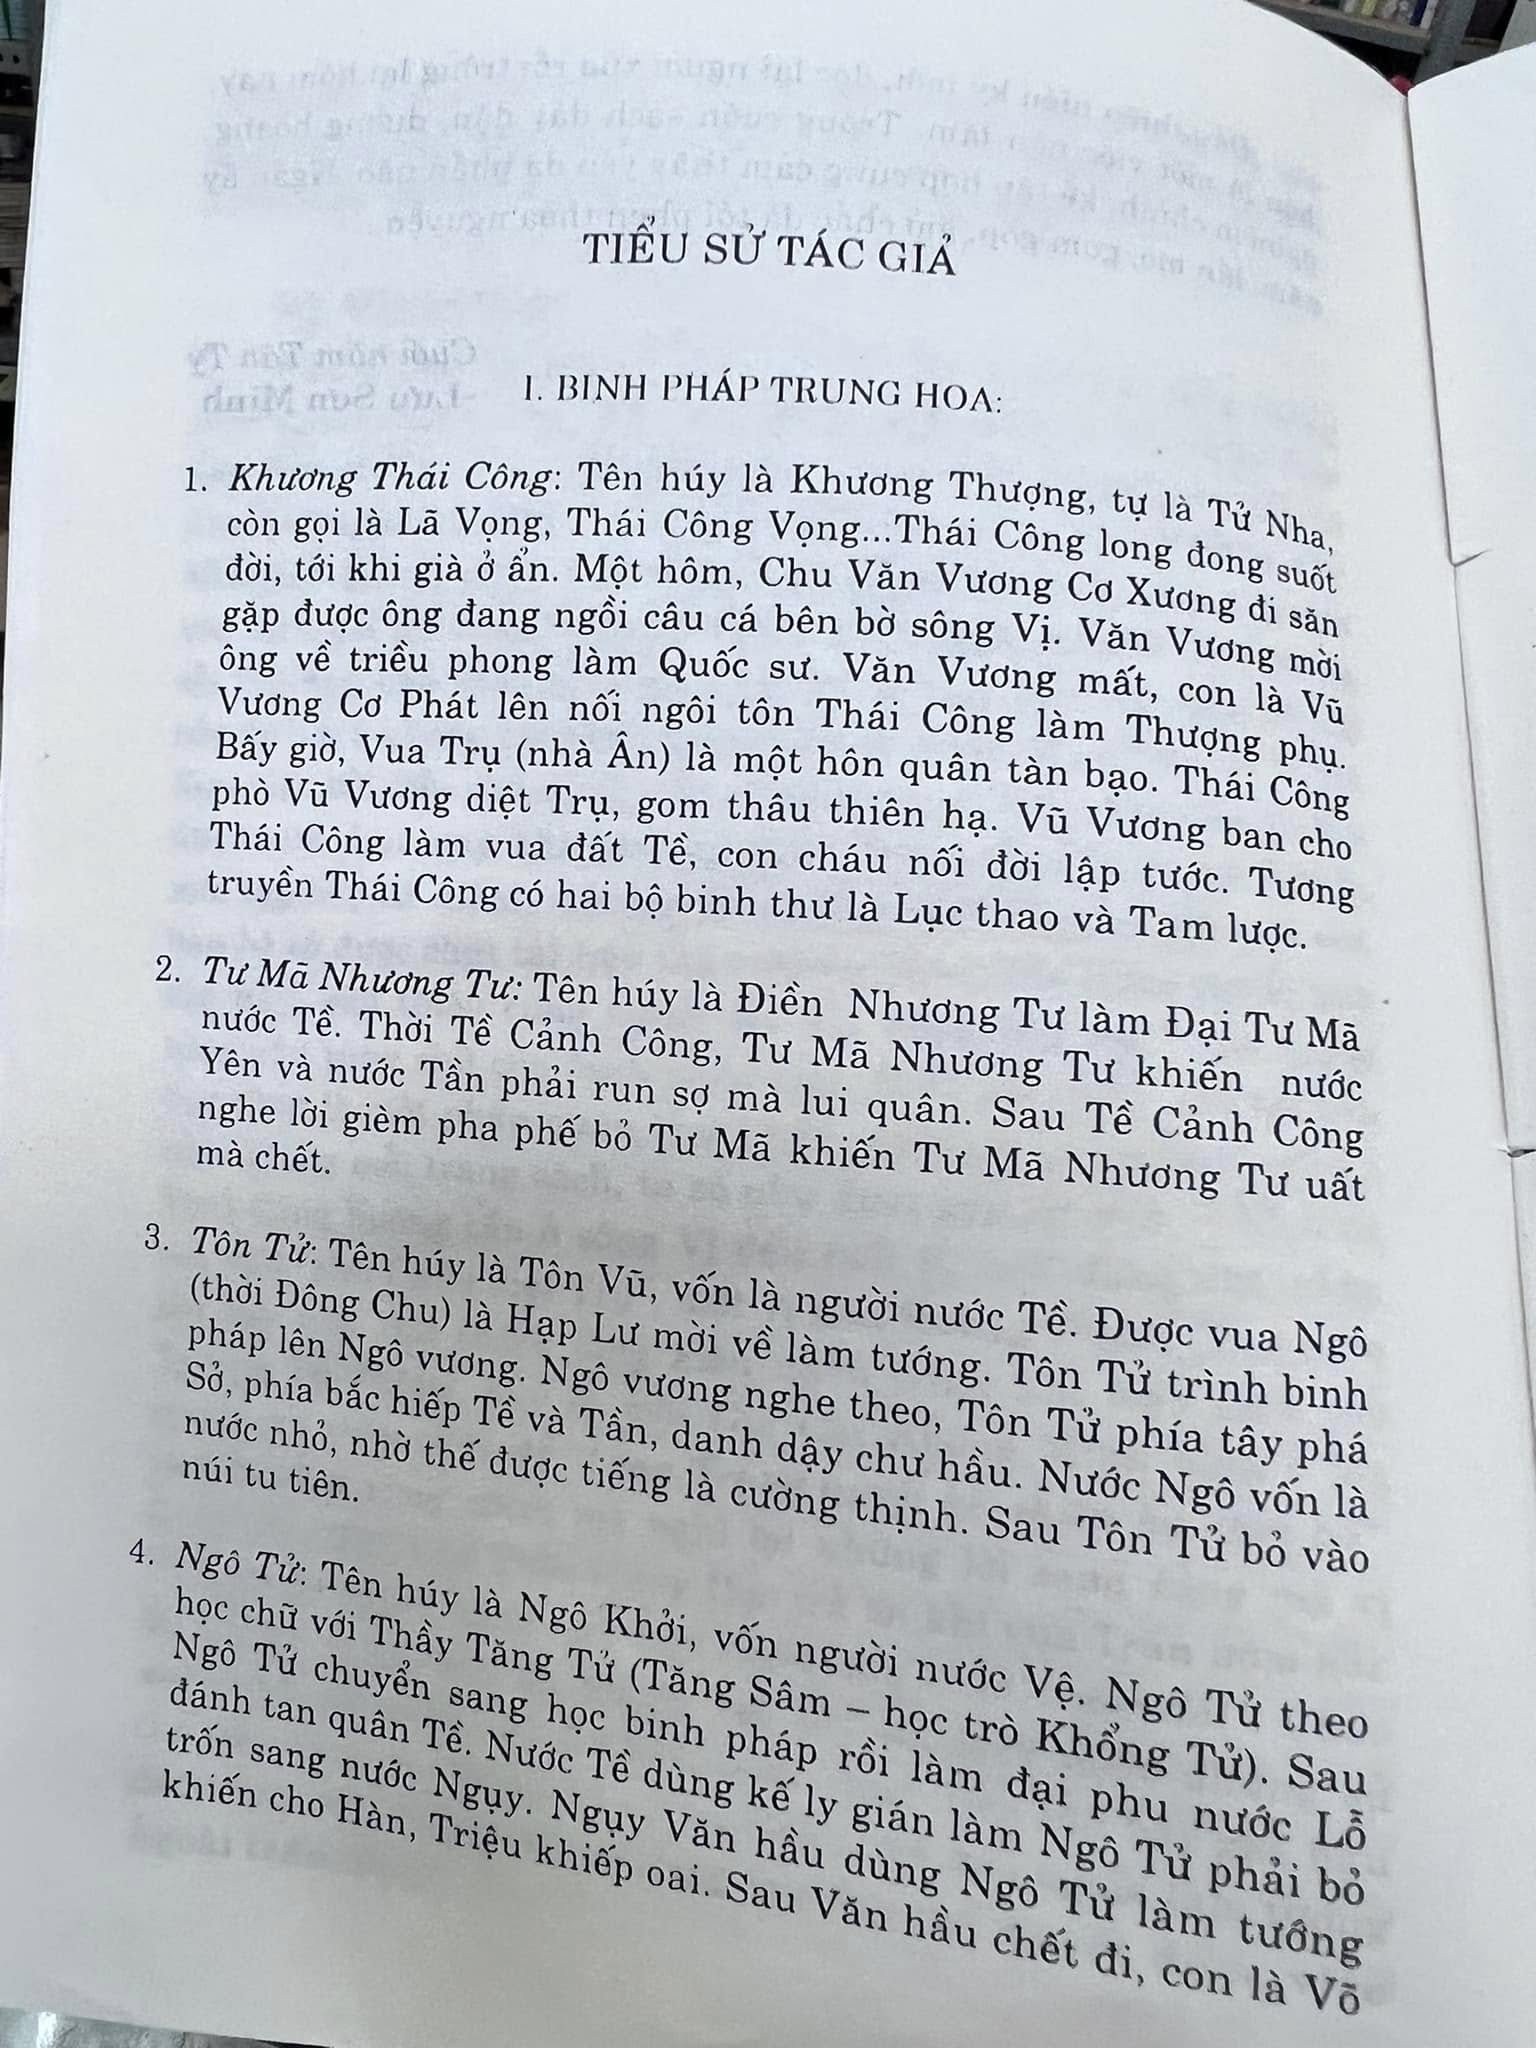 TIỂU SỬ TÁC GIẢ
I. BINH PHÁP TRUNG HOA:
1. Khương Thái Công: Tên húy là Khương Thượng, tự là Tử Nha,
còn gọi là Lã Vọng, Thái Công Vọng...Thái Công long đong suốt
đời, tới khi già ở ẩn. Một hôm, Chu Văn Vương Cơ Xương đi săn
gặp được ông đang ngồi câu cá bên bờ sông Vị. Văn Vương mời
ông về triều phong làm Quốc sư. Văn Vương mất, con là Vũ
Vương Cơ Phát lên nối ngôi tôn Thái Công làm Thượng phụ.
Bấy giờ, Vua Trụ (nhà Ân) là một hôn quân tàn bạo. Thái Công
phò Vũ Vương diệt Trụ, gom thâu thiên hạ. Vũ Vương ban cho
Thái Công làm vua đất Tề, con cháu nối đời lập tước. Tương
truyền Thái Công có hai bộ binh thư là Lục thao và Tam lược.
2. Tư Mã Nhương Tư: Tên húy là Điền Nhương Tư làm Đại Tư Mã
nước Tề. Thời Tề Cảnh Công, Tư Mã Nhương Tư khiến nước
Yên và nước Tần phải run sợ mà lui quân. Sau Tề Cảnh Công
nghe lời gièm pha phế bỏ Tư Mã khiến Tư Mã Nhương Tư uất
mà chết.
3. Tôn Tử: Tên húy là Tôn Vũ, vốn là người nước Tề. Được vua Ngô
(thời Đông Chu) là Hạp Lư mời về làm tướng. Tôn Tử trình binh
pháp lên Ngô vương. Ngô vương nghe theo, Tôn Tử phía tây phá
Sở, phía bắc hiếp Tề và Tần, danh dậy chư hầu. Nước Ngô vốn là
nước nhỏ, nhờ thế được tiếng là cường thịnh. Sau Tôn Tử bỏ vào
núi tu tiên.
4. Ngô Tử: Tên húy là Ngô Khởi, vốn người nước Vệ. Ngô Tử theo
học chữ với Thầy Tăng Tử (Tăng Sâm – học trò Khổng Tử). Sau
Ngô Tử chuyển sang học binh pháp rồi làm đại phu nước Lỗ
đánh tan quân Tề. Nước Tề dùng kế ly gián làm Ngô Tử phải bỏ
trốn sang nước Ngụy. Ngụy Văn hầu dùng Ngô Tử làm tướng
khiến cho Hàn, Triệu khiếp oai. Sau Văn hầu chết đi, con là Võ